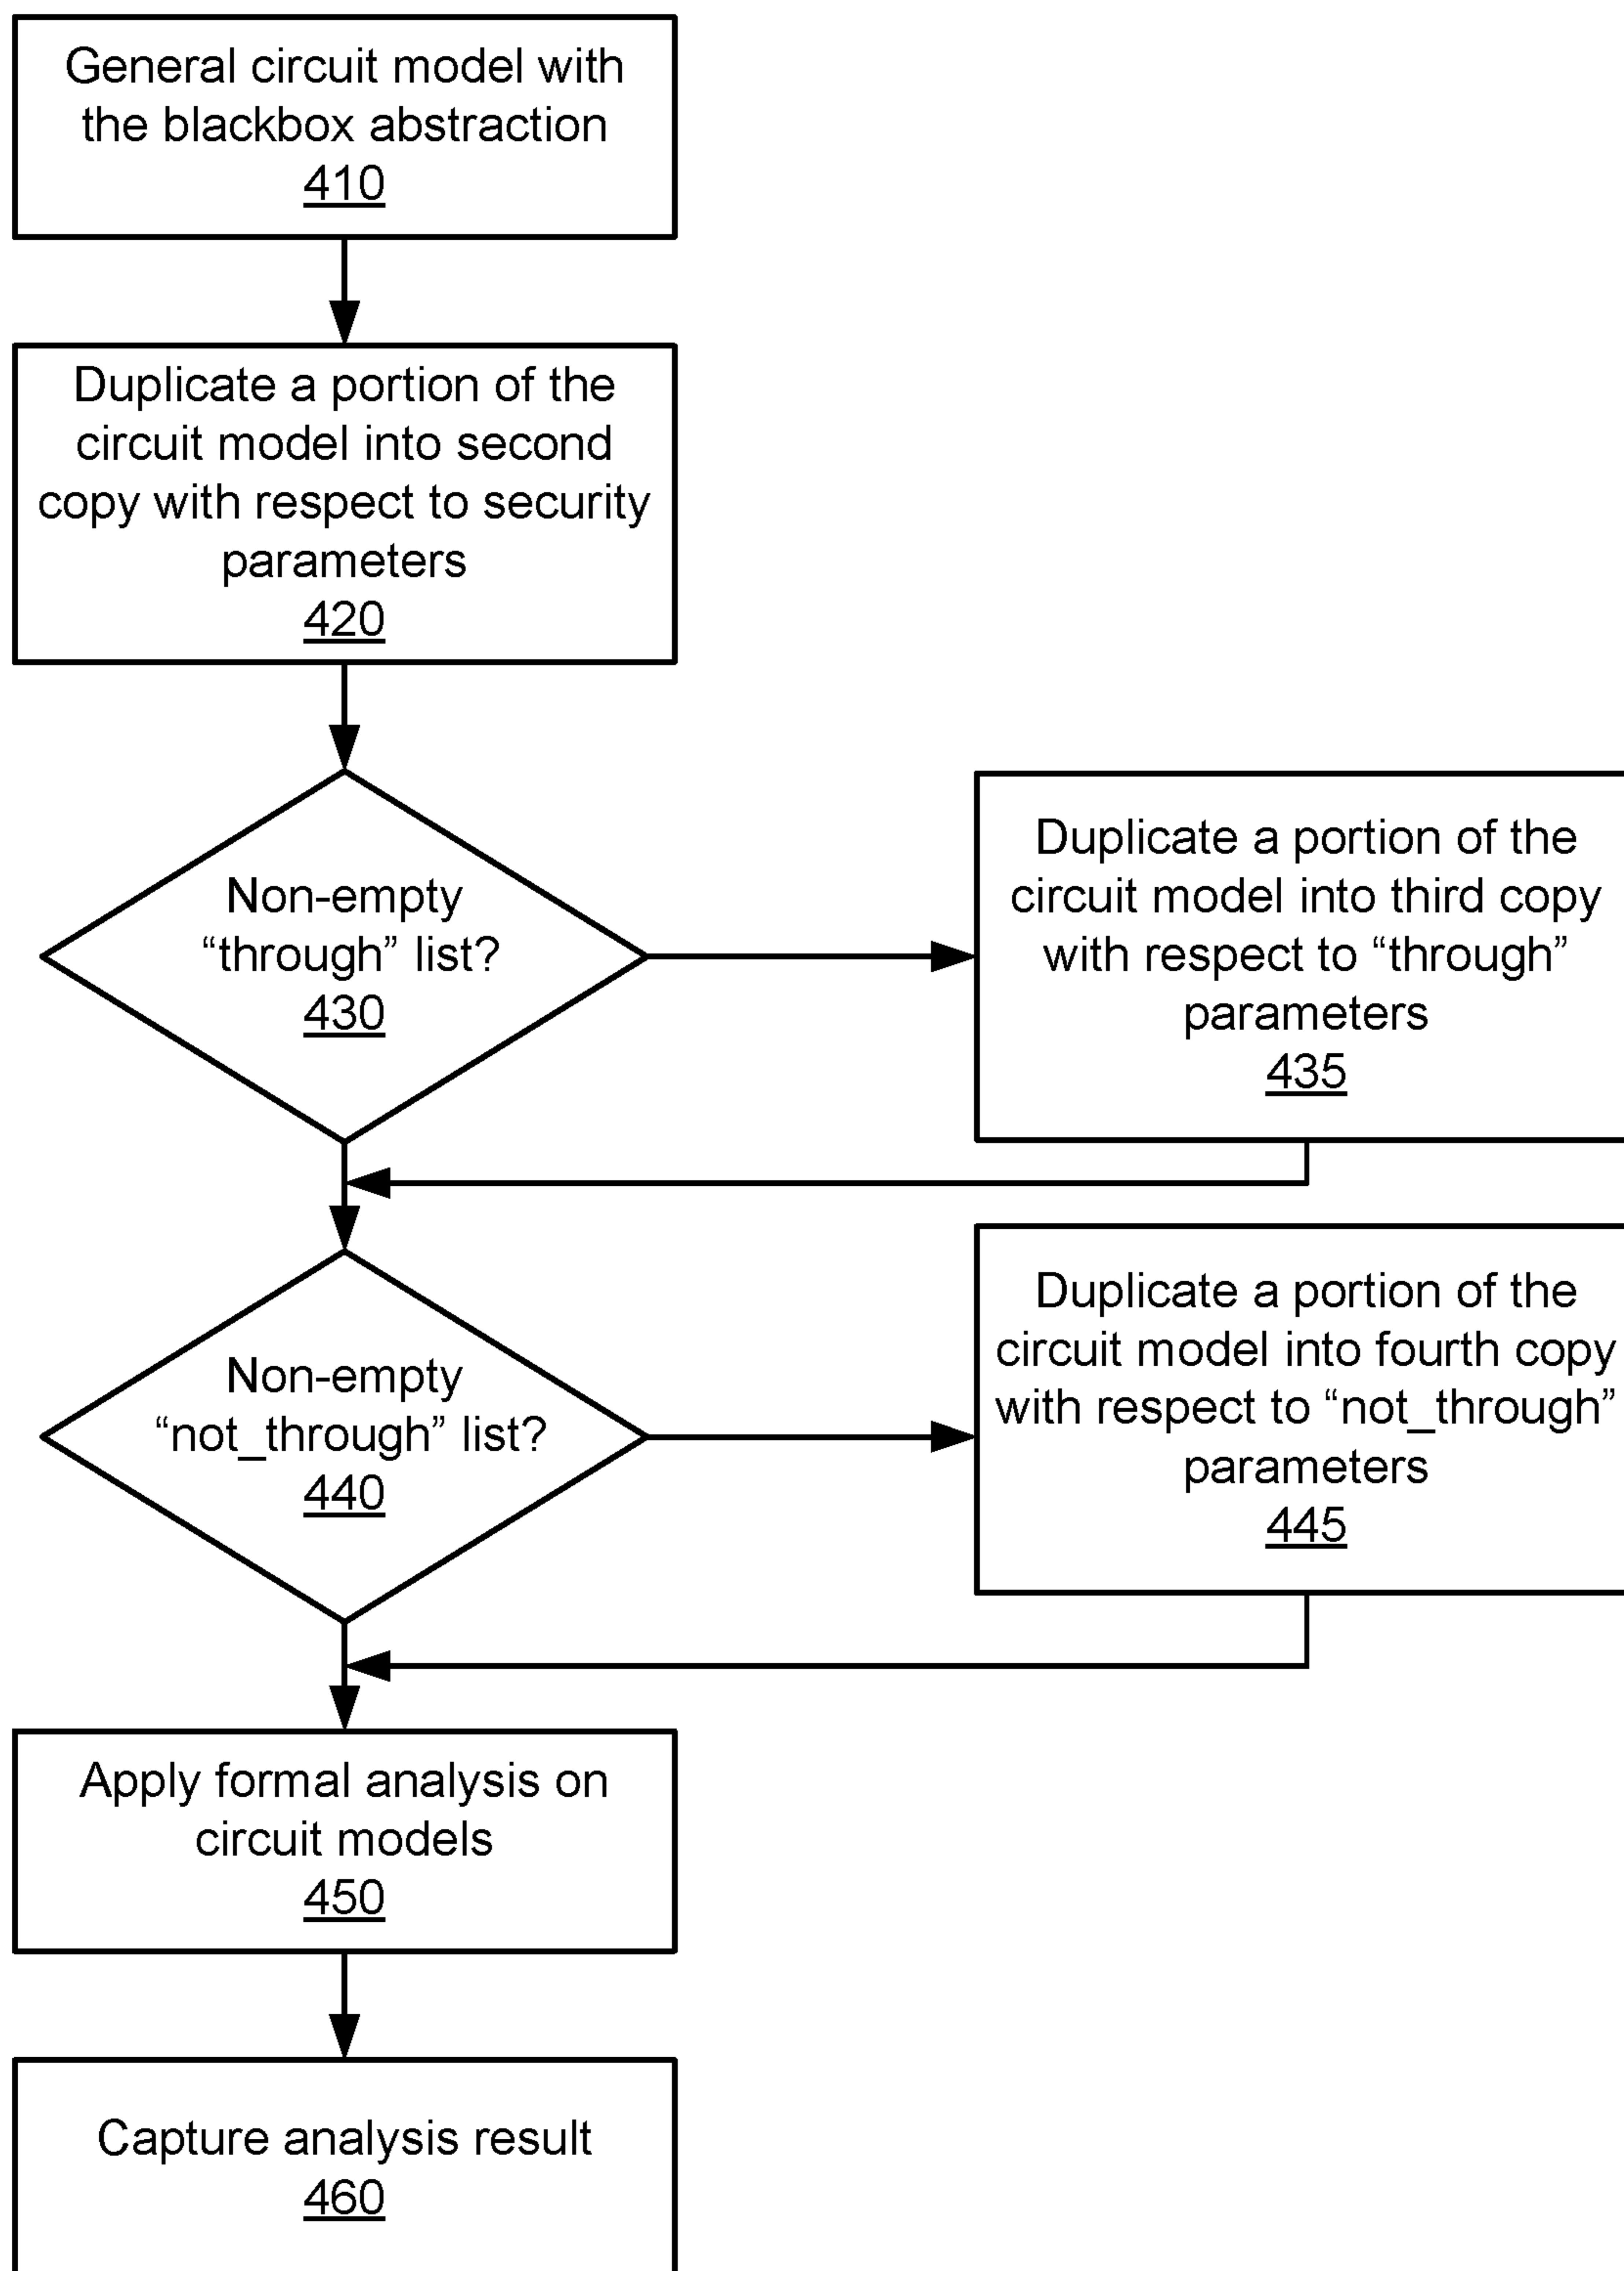 General circuit model with
the blackbox abstraction
410
Duplicate a portion of the
circuit model into second
copy with respect to security
parameters
420
Non-empty
“through” list?
430
Duplicate a portion of the
circuit model into third copy
with respect to “through”
parameters
435
Non-empty
“not_through” list?
440
Duplicate a portion of the
circuit model into fourth copy
with respect to “not_through”
parameters
445
Apply formal analysis on
circuit models
450
Capture analysis result
460